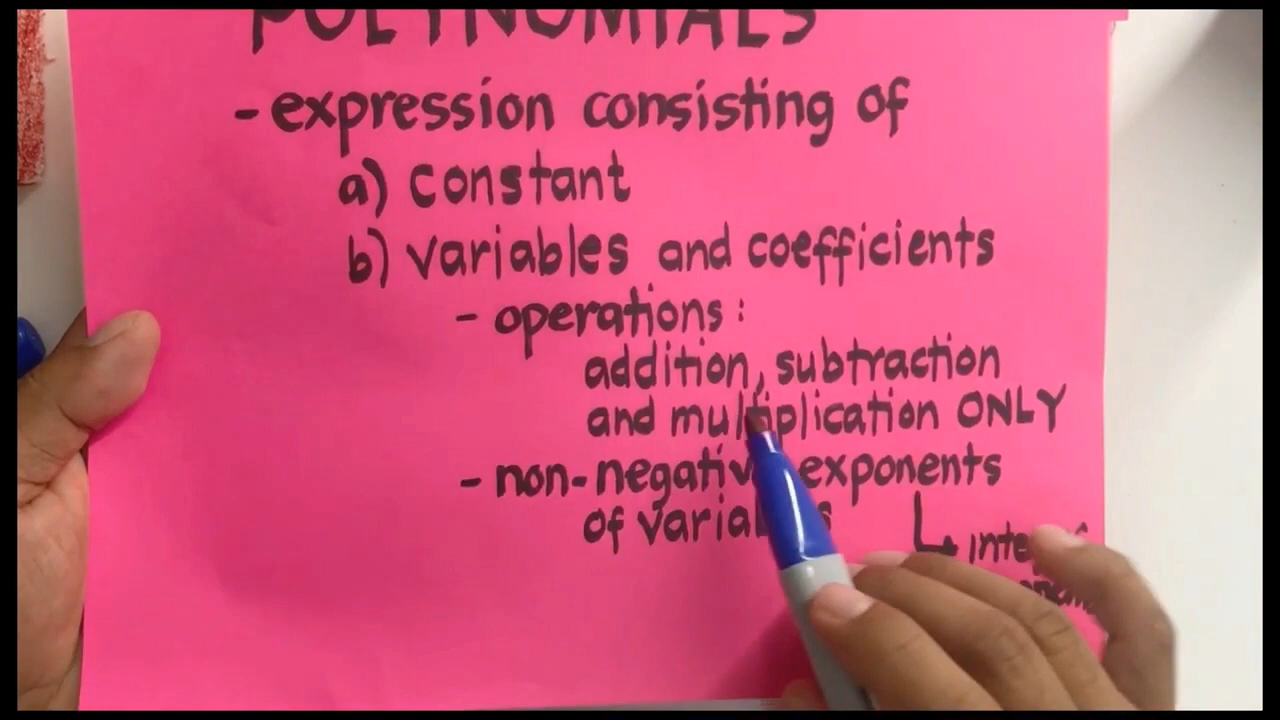 POLYNOMIALS
- expression consisting of
a) constant
b) variables and coefficients
- operations:
addition, subtraction
and multiplication ONLY
- non-negative exponents
of variables